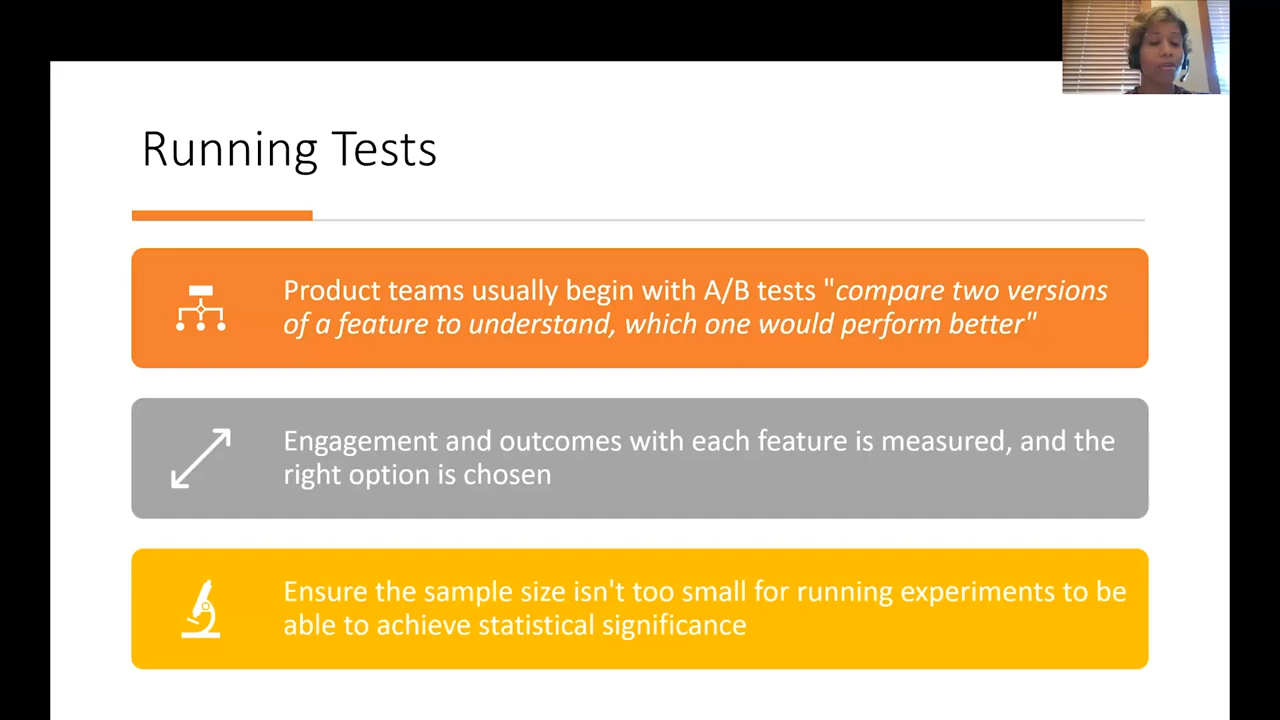 Running Tests
Product teams usually begin with A/B tests "compare two versions
of a feature to understand, which one would perform better"
Engagement and outcomes with each feature is measured, and the
right option is chosen
Ensure the sample size isn't too small for running experiments to be
able to achieve statistical significance